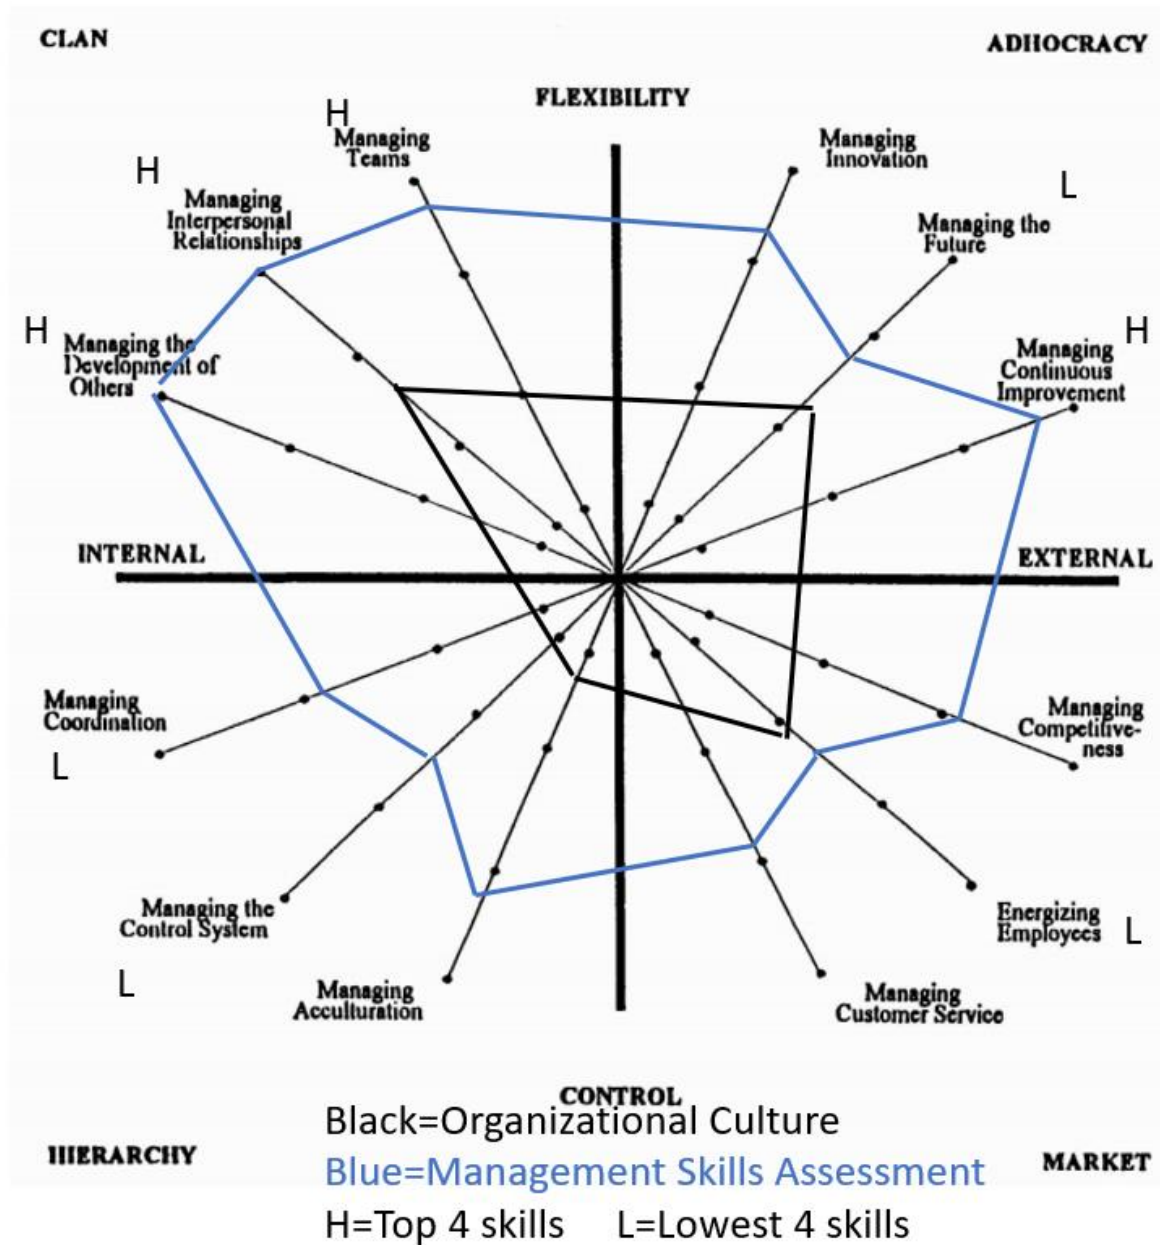 CLAN
ADHOCRACY
FLEXIBILITY
H
Managing
Teams
Managing
Innovation
H
Managing
Interpersonal
Relationships
L
Managing the
Future
H
Managing the
Development of
Others
H
Managing
Continuous
Improvement
INTERNAL
EXTERNAL
Managing
Coordination
L
Managing
Competitive-
ness
Managing the
Control System
L
Energizing
Employees
L
Managing
Acculturation
Managing
Customer Service
CONTROL
Black=Organizational Culture
HIERARCHY
Blue=Management Skills Assessment
MARKET
H=Top 4 skills L=Lowest 4 skills